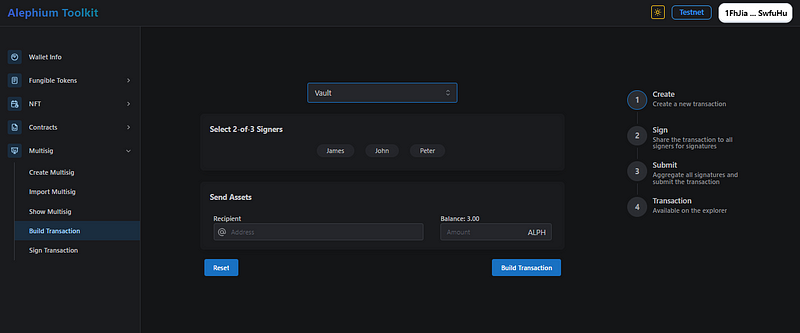 Alephium Toolkit
Testnet
1FhJia ... SwfuHu
Wallet Info
Fungible Tokens
NFT
Contracts
Multisig
Create Multisig
Import Multisig
Show Multisig
Build Transaction
Sign Transaction
Vault
Select 2-of-3 Signers
James John Peter
Send Assets
Recipient Balance: 3.00
@ Address Amount ALPH
Reset Build Transaction
1 Create
Create a new transaction
2 Sign
Share the transaction to all
signers for signatures
3 Submit
Aggregate all signatures and
submit the transaction
4 Transaction
Available on the explorer